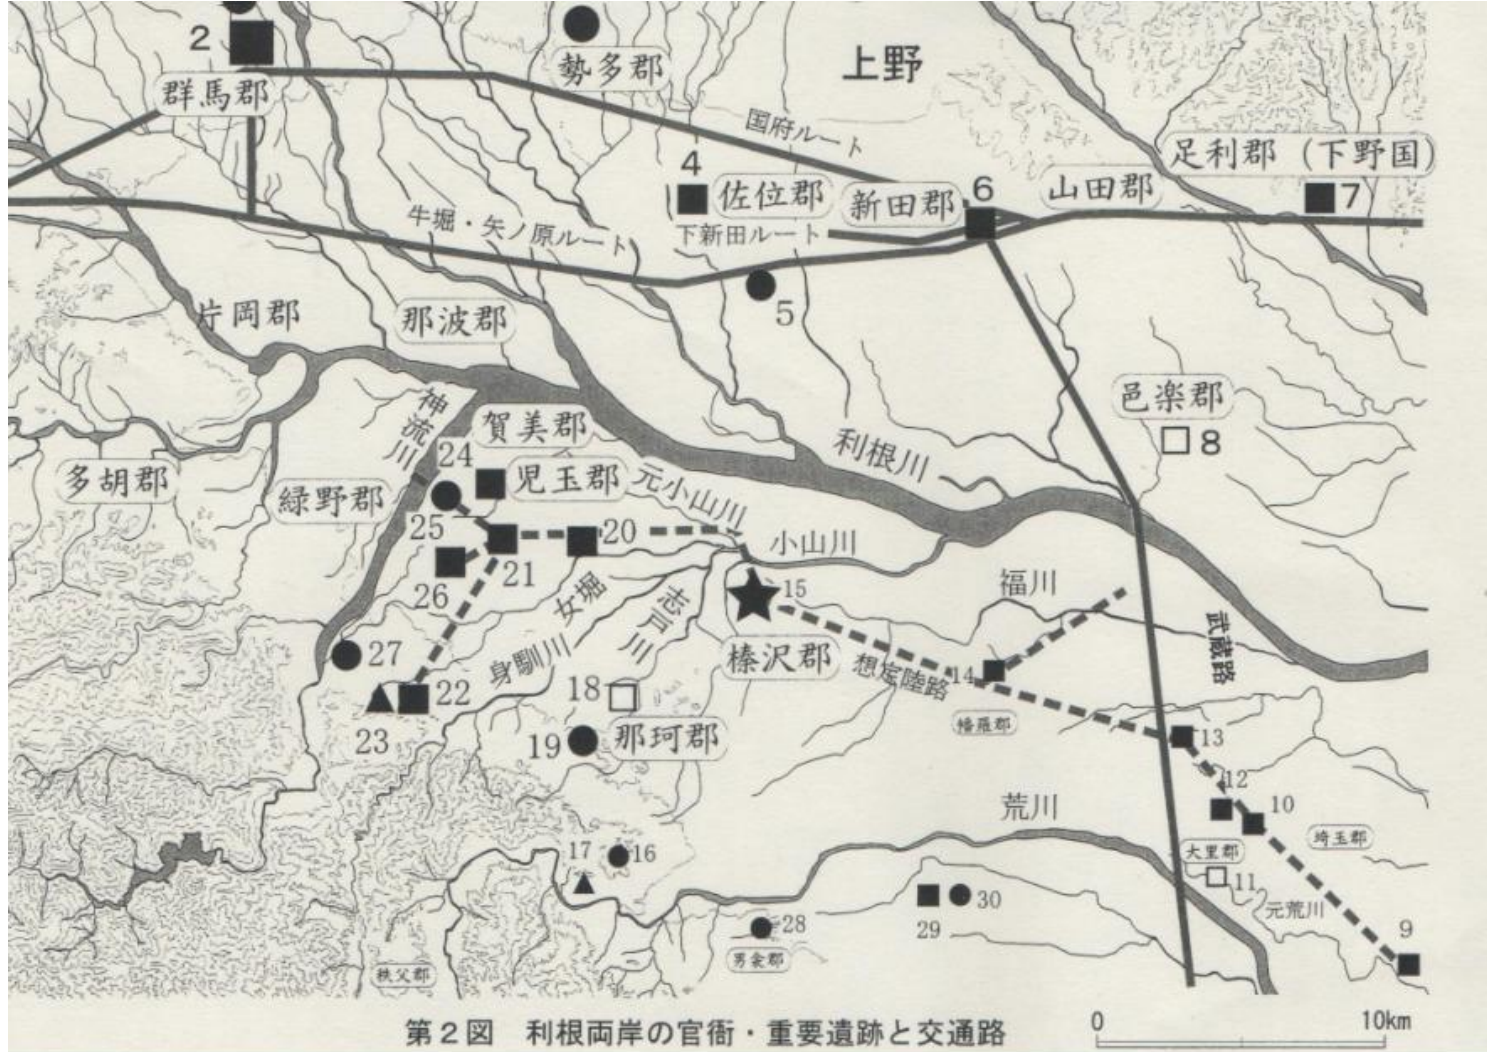 2
群馬郡
勢多郡
上野
国府ルート
足利郡（下野国）
7
4
佐位郡
新田郡
6
山田郡
牛堀・矢ノ原ルート
下新田ルート
5
片岡郡
那波郡
邑楽郡
8
神流川
賀美郡
利根川
24
児玉郡
元小山川
多胡郡
緑野郡
25
20
小山川
21
26
女堀
志戸川
15
福川
武蔵路
27
身馴川
榛沢郡
想定陸路
14
22
18
23
19
那珂郡
幡羅郡
13
12
10
荒川
埼玉郡
17
16
大里郡
11
元荒川
30
29
28
9
男衾郡
秩父郡
第２図　利根両岸の官衙・重要遺跡と交通路
0
10km